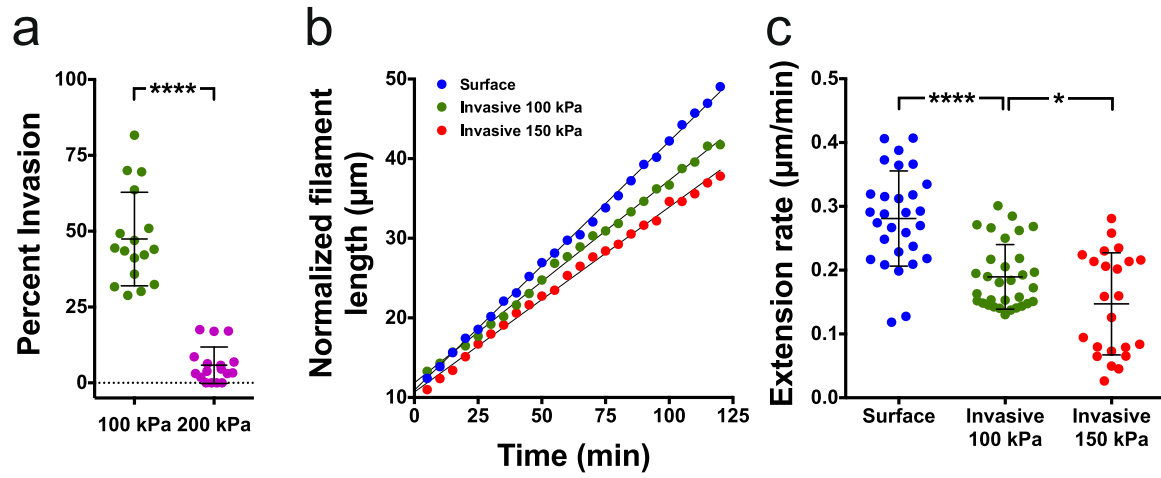 a
Percent Invasion
100
75
50
25
0
****
100 kPa 200 kPa
b
Normalized filament
length (µm)
50
40
30
20
10
Surface
Invasive 100 kPa
Invasive 150 kPa
0 25 50 75 100 125
Time (min)
c
Extension rate (µm/min)
0.5
0.4
0.3
0.2
0.1
0.0
**** *
Surface Invasive Invasive
100 kPa 150 kPa